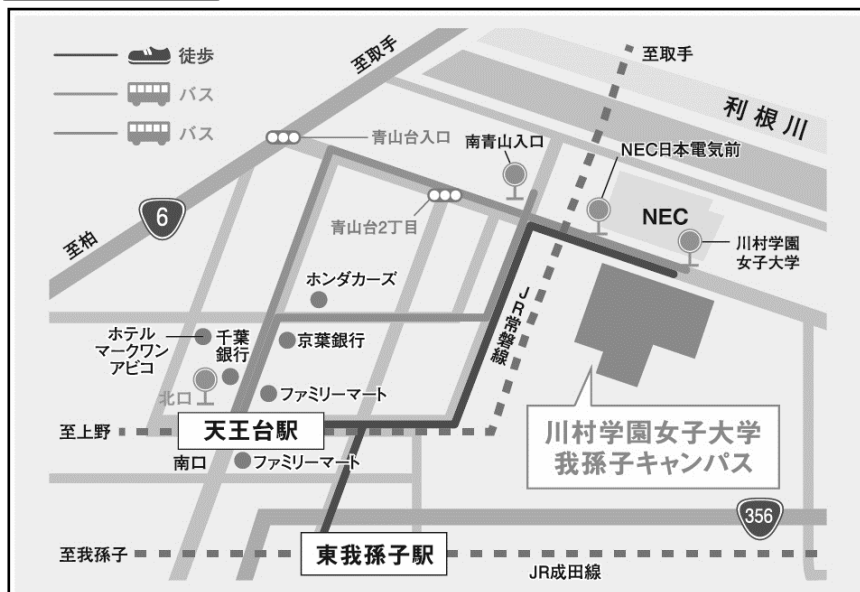 徒歩
バス
バス
至取手
至取手
利根川
青山台入口
南青山入口
NEC日本電気前
6
青山台2丁目
NEC
至柏
川村学園
女子大学
ホンダカーズ
JR常磐線
ホテル
マークワン
アビコ
千葉
銀行
京葉銀行
北口
ファミリーマート
至上野
天王台駅
川村学園女子大学
我孫子キャンパス
南口
ファミリーマート
356
至我孫子
東我孫子駅
JR成田線